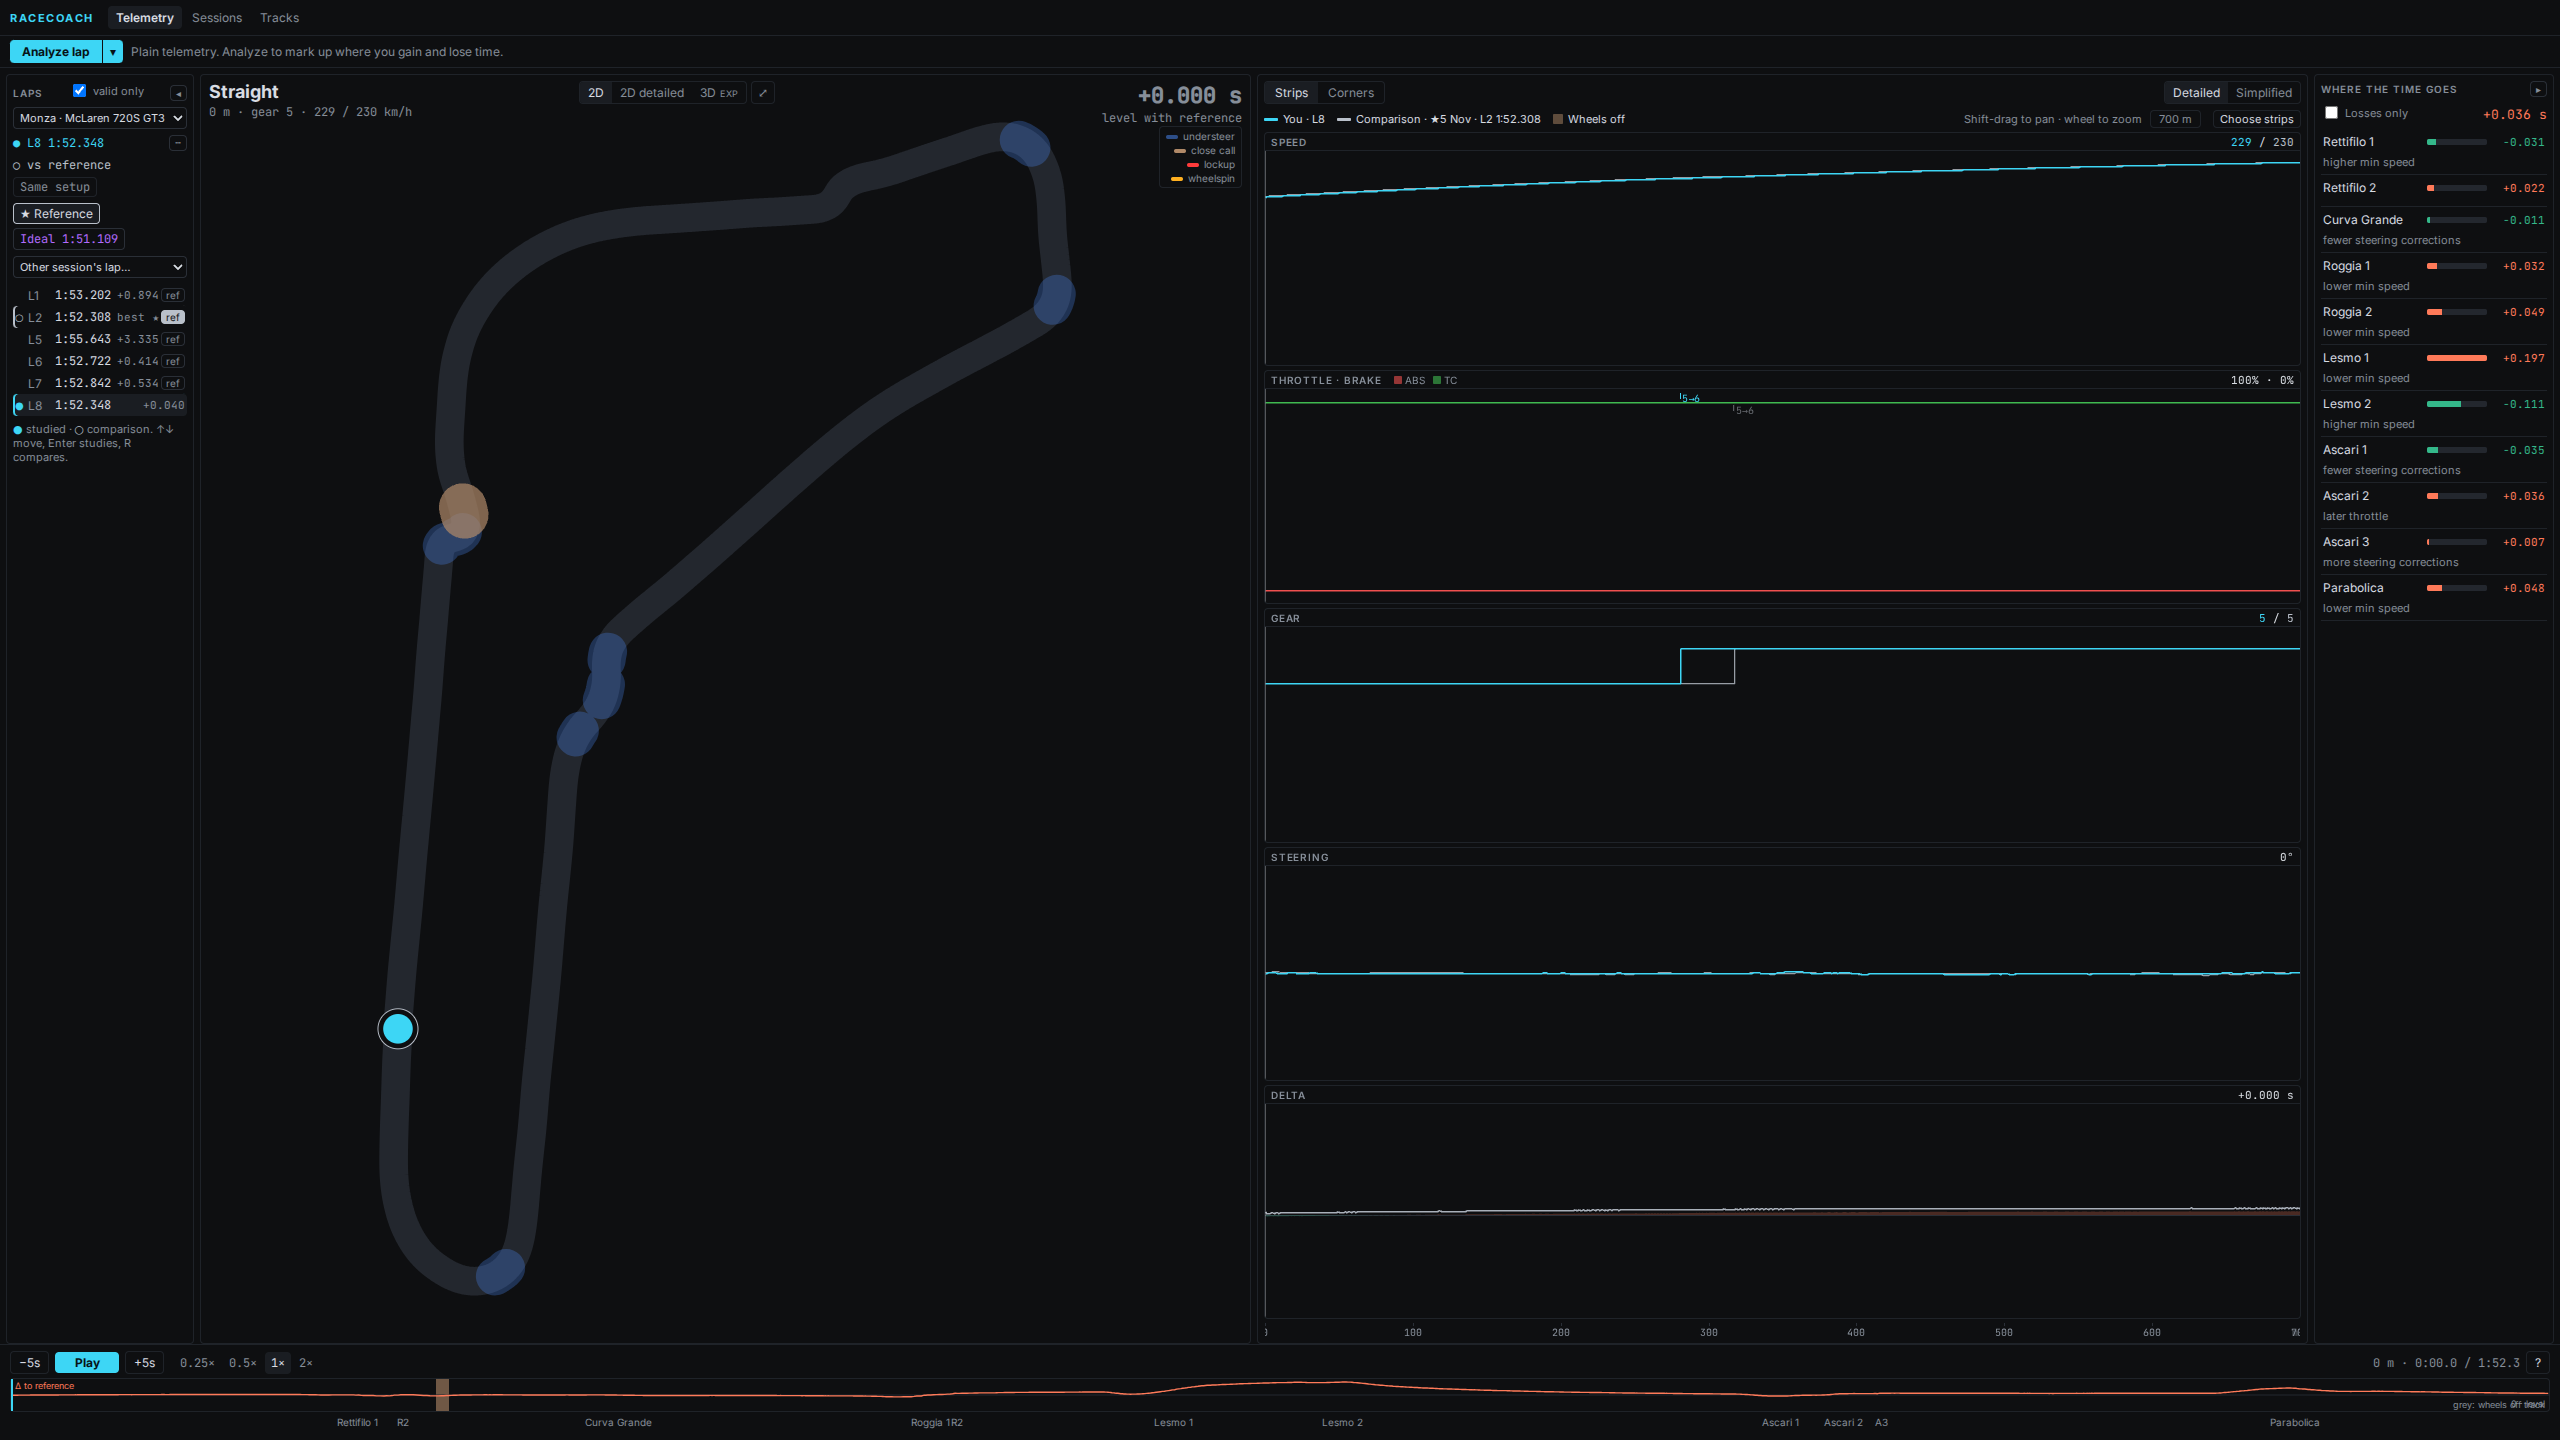 RACECOACH Telemetry Sessions Tracks
Analyze lap ▾ Plain telemetry. Analyze to mark up where you gain and lose time.
LAPS valid only ◂
Monza · McLaren 720S GT3
● L8 1:52.348
○ vs reference
Same setup
★ Reference
Ideal 1:51.109
Other session's lap...
L1 1:53.202 +0.894 ref
○ L2 1:52.308 best ★ ref
L5 1:55.643 +3.335 ref
L6 1:52.722 +0.414 ref
L7 1:52.842 +0.534 ref
● L8 1:52.348 +0.040
● studied · ○ comparison. ↑↓
move, Enter studies, R
compares.
Straight
0 m · gear 5 · 229 / 230 km/h
2D 2D detailed 3D EXP ⤢
+0.000 s
level with reference
understeer
close call
lockup
wheelspin
Strips Corners Detailed Simplified
You · L8 Comparison · ★5 Nov · L2 1:52.308 Wheels off Shift-drag to pan · wheel to zoom 700 m Choose strips
SPEED 229 / 230
THROTTLE · BRAKE ABS TC 100% · 0%
5→6
5→6
GEAR 5 / 5
STEERING 0°
DELTA +0.000 s
100 200 300 400 500 600
WHERE THE TIME GOES ▸
Losses only +0.036 s
Rettifilo 1 -0.031
higher min speed
Rettifilo 2 +0.022
Curva Grande -0.011
fewer steering corrections
Roggia 1 +0.032
lower min speed
Roggia 2 +0.049
lower min speed
Lesmo 1 +0.197
lower min speed
Lesmo 2 -0.111
higher min speed
Ascari 1 -0.035
fewer steering corrections
Ascari 2 +0.036
later throttle
Ascari 3 +0.007
more steering corrections
Parabolica +0.048
lower min speed
−5s Play +5s 0.25× 0.5× 1× 2× 0 m · 0:00.0 / 1:52.3 ?
Δ to reference
grey: wheels off track
Rettifilo 1 R2 Curva Grande Roggia 1 R2 Lesmo 1 Lesmo 2 Ascari 1 Ascari 2 A3 Parabolica